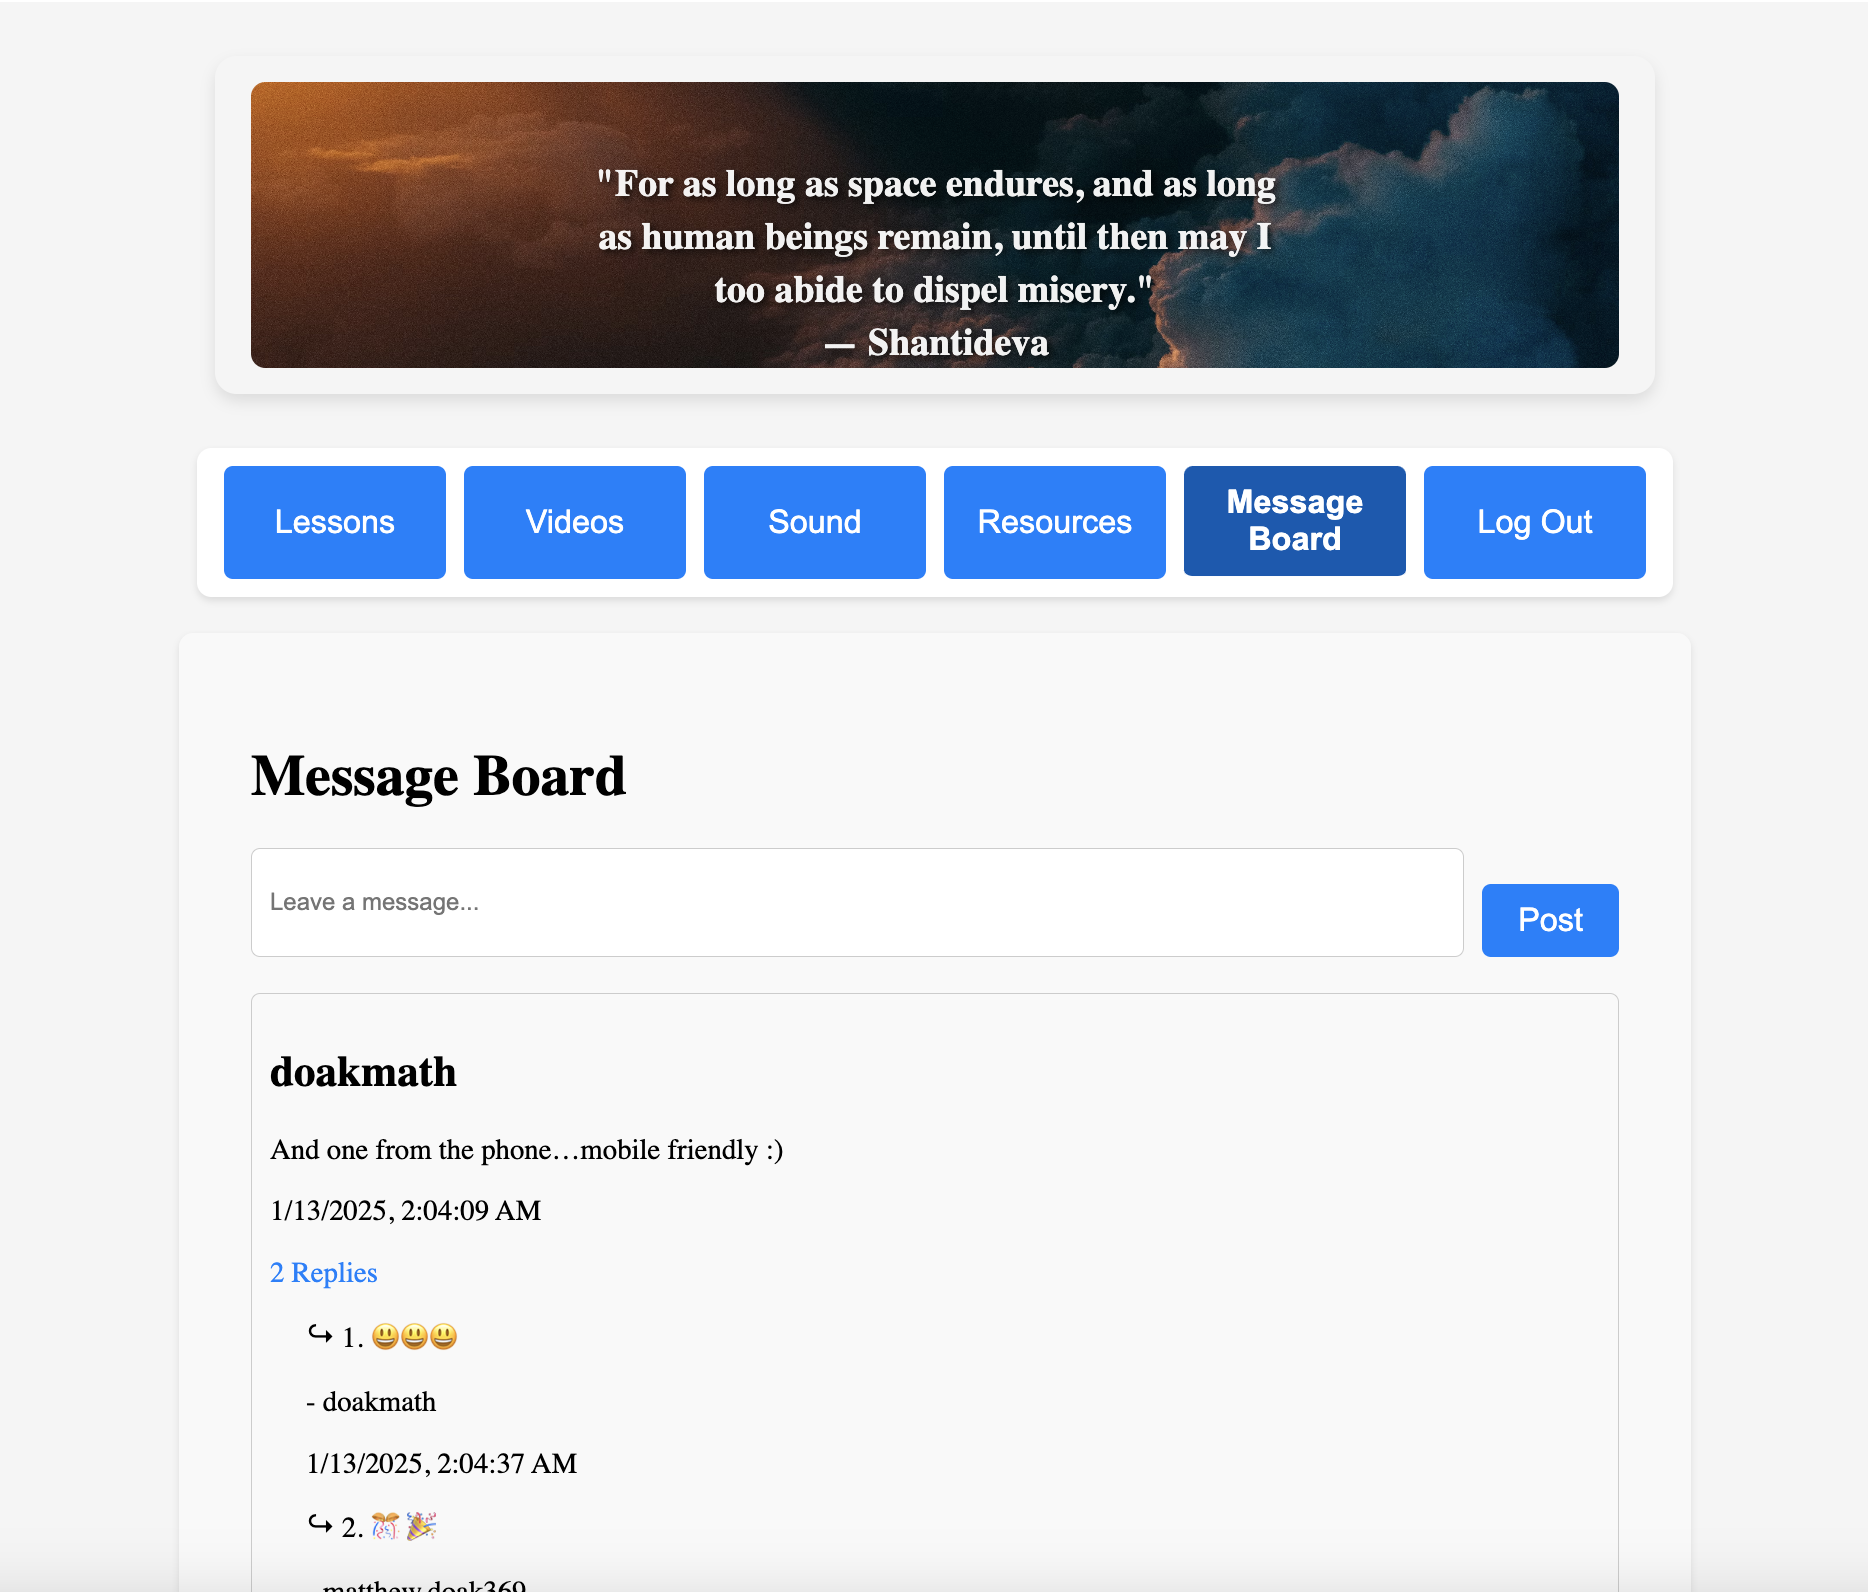 "For as long as space endures, and as long
as human beings remain, until then may I
too abide to dispel misery."
— Shantideva
Lessons
Videos
Sound
Resources
Message
Board
Log Out
Message Board
Leave a message...
Post
doakmath
And one from the phone…mobile friendly :)
1/13/2025, 2:04:09 AM
2 Replies
↪ 1. 😃😃😃
- doakmath
1/13/2025, 2:04:37 AM
↪ 2. 🎊🎉
- matthew.doak369